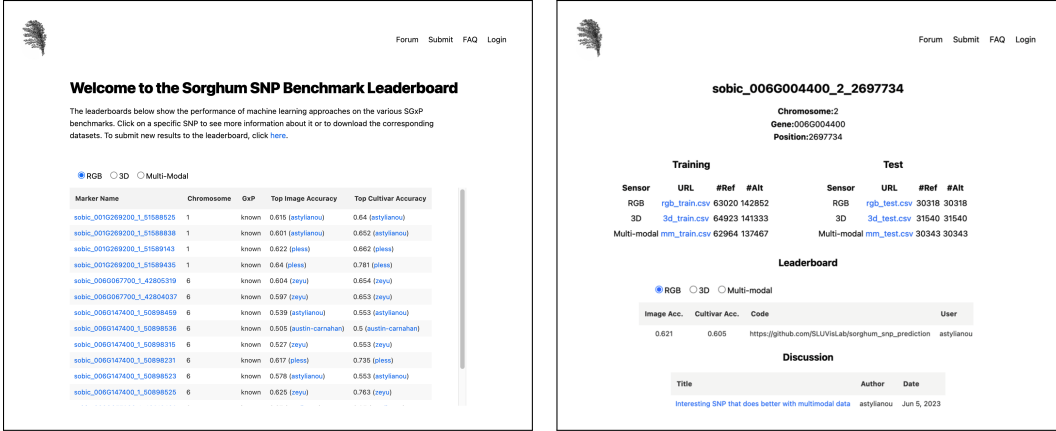 Forum Submit FAQ Login
Welcome to the Sorghum SNP Benchmark Leaderboard
The leaderboards below show the performance of machine learning approaches on the various SGxP
benchmarks. Click on a specific SNP to see more information about it or to download the corresponding
datasets. To submit new results to the leaderboard, click here.
RGB 3D Multi-Modal
Marker Name Chromosome GxP Top Image Accuracy Top Cultivar Accuracy
sobic_001G269200_1_51588525 1 known 0.615 (astylianou) 0.64 (astylianou)
sobic_001G269200_1_51588838 1 known 0.601 (astylianou) 0.652 (astylianou)
sobic_001G269200_1_51589143 1 known 0.622 (pless) 0.662 (pless)
sobic_001G269200_1_51589435 1 known 0.64 (pless) 0.781 (pless)
sobic_006G067700_1_42805319 6 known 0.604 (zeyu) 0.654 (zeyu)
sobic_006G067700_1_42804037 6 known 0.597 (zeyu) 0.653 (zeyu)
sobic_006G147400_1_50898459 6 known 0.539 (astylianou) 0.553 (astylianou)
sobic_006G147400_1_50898536 6 known 0.505 (austin-carnahan) 0.5 (austin-carnahan)
sobic_006G147400_1_50898315 6 known 0.527 (zeyu) 0.553 (zeyu)
sobic_006G147400_1_50898231 6 known 0.617 (pless) 0.735 (pless)
sobic_006G147400_1_50898523 6 known 0.578 (astylianou) 0.553 (astylianou)
sobic_006G147400_1_50898525 6 known 0.625 (zeyu) 0.763 (zeyu)
Forum Submit FAQ Login
sobic_006G004400_2_2697734
Chromosome:2
Gene:006G004400
Position:2697734
Training Test
Sensor URL #Ref #Alt Sensor URL #Ref #Alt
RGB rgb_train.csv 63020 142852 RGB rgb_test.csv 30318 30318
3D 3d_train.csv 64923 141333 3D 3d_test.csv 31540 31540
Multi-modal mm_train.csv 62964 137467 Multi-modal mm_test.csv 30343 30343
Leaderboard
RGB 3D Multi-modal
Image Acc. Cultivar Acc. Code User
0.621 0.605 https://github.com/SLUVisLab/sorghum_snp_prediction astylianou
Discussion
Title Author Date
Interesting SNP that does better with multimodal data astylianou Jun 5, 2023